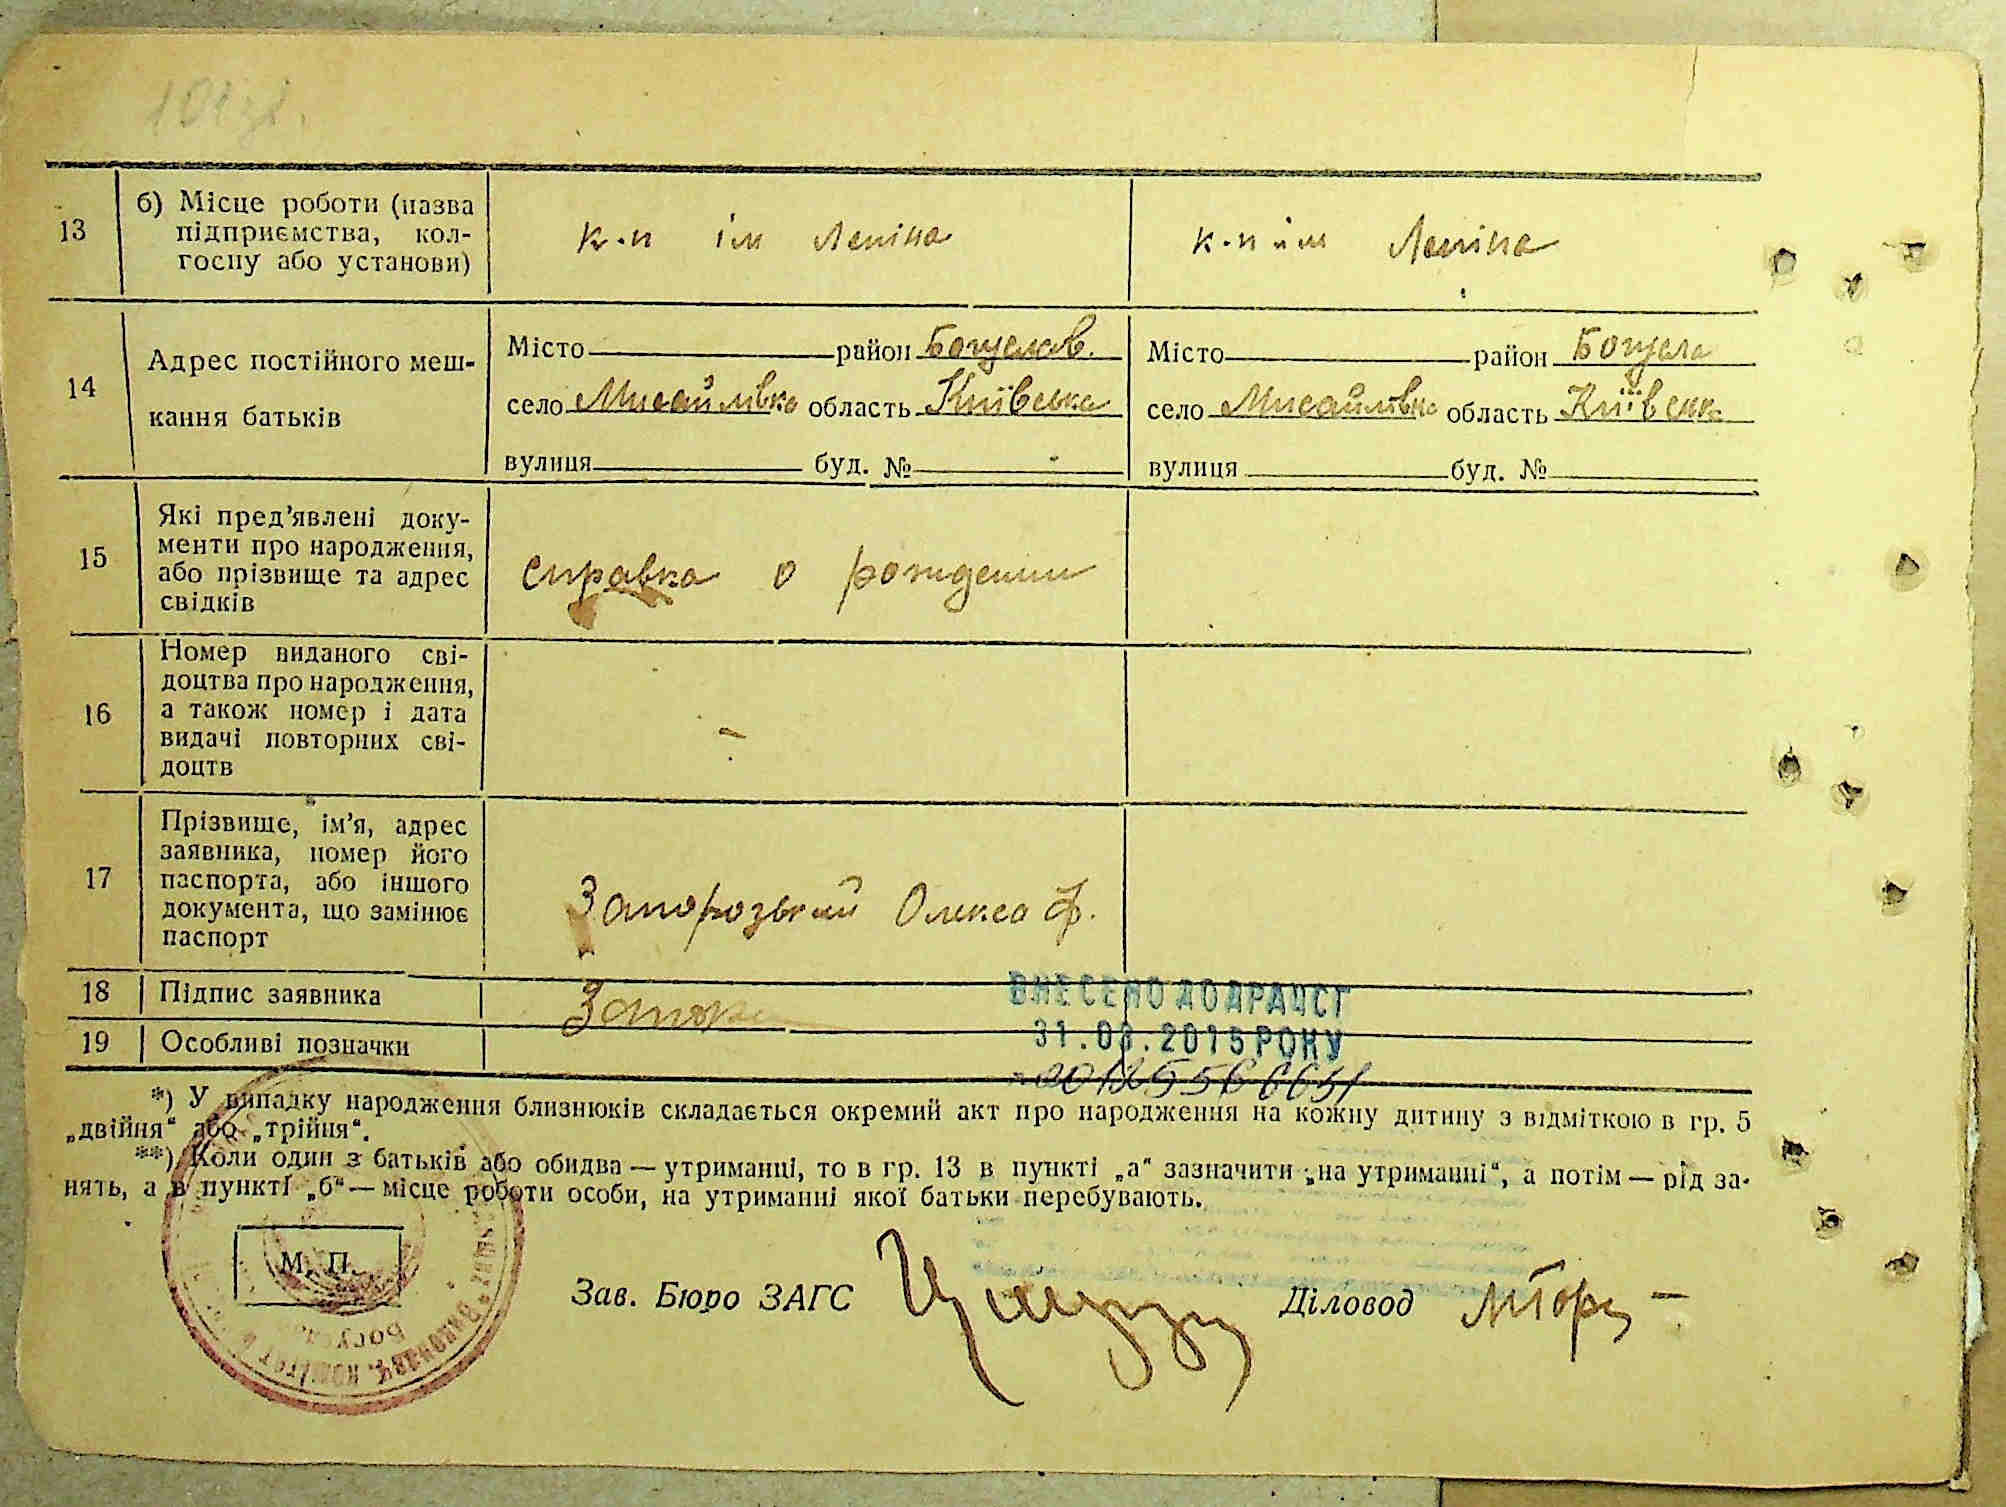 13
б) Місце роботи (назва
підприємства, кол-
госпу або установи)
к-п ім Леніна
к-п ім Леніна
14
Адрес постійного меш-
кання батьків
Місто район Богуслав.
село Мисайлівка область Київська
вулиця буд. №
Місто район Богусла
село Мисайлівка область Київськ
вулиця буд. №
15
Які пред'явлені доку-
менти про народження,
або прізвище та адрес
свідків
справка о рождении
16
Номер виданого сві-
доцтва про народження,
а також номер і дата
видачі повторних сві-
доцтв
-
17
Прізвище, ім'я, адрес
заявника, номер його
паспорта, або іншого
документа, що замінює
паспорт
Запорозький Олекса Ф.
18
Підпис заявника
Запор
ВНЕСЕНО ДО ДРАЦСГ
31.03.2015 РОКУ
19
Особливі позначки
*) У випадку народження близнюків складається окремий акт про народження на кожну дитину з відміткою в гр. 5
„двійня“ або „трійня“.
**) Коли один з батьків або обидва — утриманці, то в гр. 13 в пункті „а“ зазначити „на утриманні“, а потім — рід за-
нять, а в пункті „б“ — місце роботи особи, на утриманні якої батьки перебувають.
М. П.
Зав. Бюро ЗАГС
Діловод